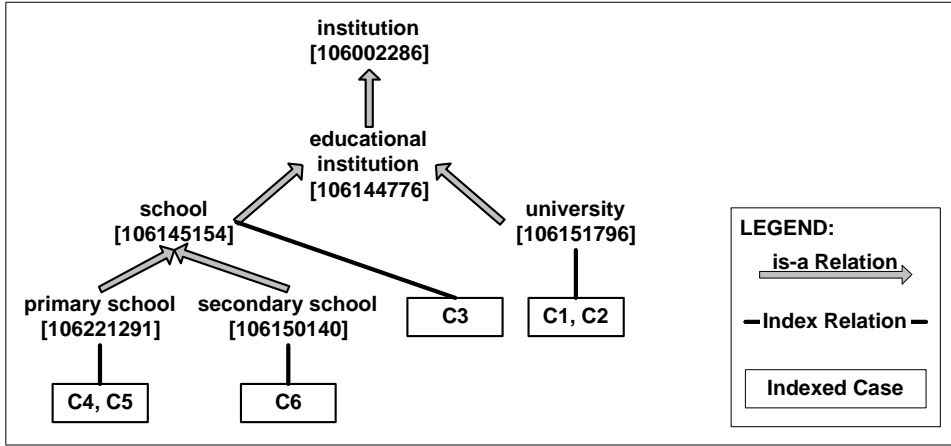 institution
[106002286]
educational
institution
[106144776]
school
[106145154]
university
[106151796]
primary school
[106221291]
secondary school
[106150140]
C3
C1, C2
C4, C5
C6
LEGEND:
is-a Relation
Index Relation
Indexed Case